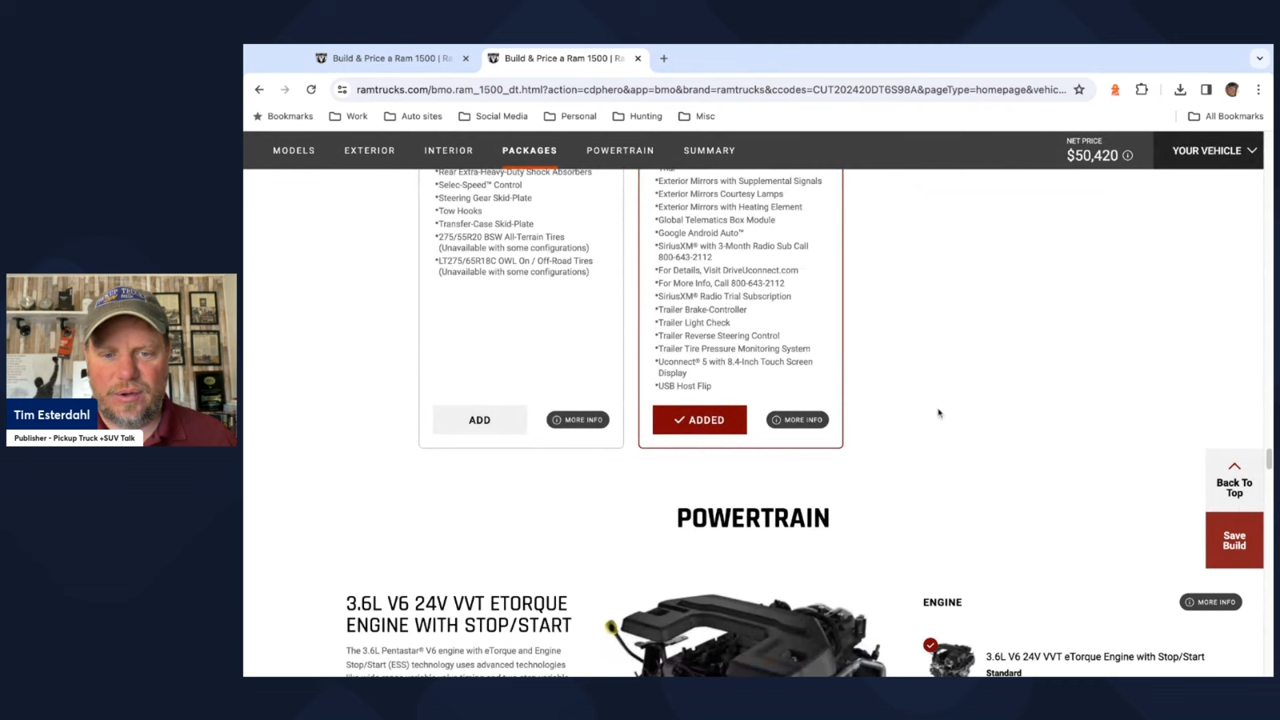 Build & Price a Ram 1500 | Ra
Build & Price a Ram 1500 | Ra
ramtrucks.com/bmo.ram_1500_dt.html?action=cdphero&app=bmo&brand=ramtrucks&ccodes=CUT202420DT6S98A&pageType=homepage&vehic...
Bookmarks
Work
Auto sites
Social Media
Personal
Hunting
Misc
All Bookmarks
MODELS
EXTERIOR
INTERIOR
PACKAGES
POWERTRAIN
SUMMARY
NET PRICE
$50,420
YOUR VEHICLE
*Rear Extra-Heavy-Duty Shock Absorbers
*Selec-Speed™ Control
*Steering Gear Skid-Plate
*Tow Hooks
*Transfer-Case Skid-Plate
*275/55R20 BSW All-Terrain Tires
(Unavailable with some configurations)
*LT275/65R18C OWL On / Off-Road Tires
(Unavailable with some configurations)
ADD
MORE INFO
Trial
*Exterior Mirrors with Supplemental Signals
*Exterior Mirrors Courtesy Lamps
*Exterior Mirrors with Heating Element
*Global Telematics Box Module
*Google Android Auto™
*SiriusXM® with 3-Month Radio Sub Call
800-643-2112
*For Details, Visit DriveUconnect.com
*For More Info, Call 800-643-2112
*SiriusXM® Radio Trial Subscription
*Trailer Brake-Controller
*Trailer Light Check
*Trailer Reverse Steering Control
*Trailer Tire Pressure Monitoring System
*Uconnect® 5 with 8.4-Inch Touch Screen
Display
*USB Host Flip
ADDED
MORE INFO
Back To
Top
Save
Build
POWERTRAIN
3.6L V6 24V VVT ETORQUE
ENGINE WITH STOP/START
The 3.6L Pentastar® V6 engine with eTorque and Engine
Stop/Start (ESS) technology uses advanced technologies
ENGINE
MORE INFO
3.6L V6 24V VVT eTorque Engine with Stop/Start
Standard
Tim Esterdahl
Publisher - Pickup Truck +SUV Talk